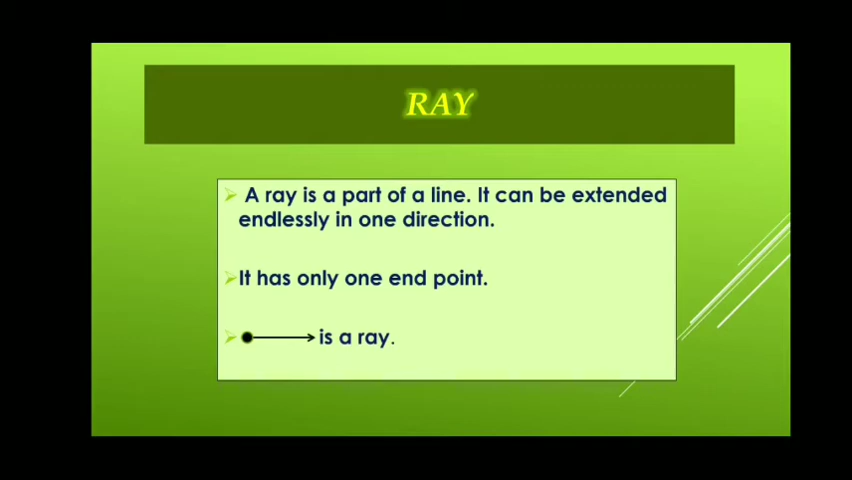 RAY
A ray is a part of a line. It can be extended
endlessly in one direction.
It has only one end point.
is a ray.